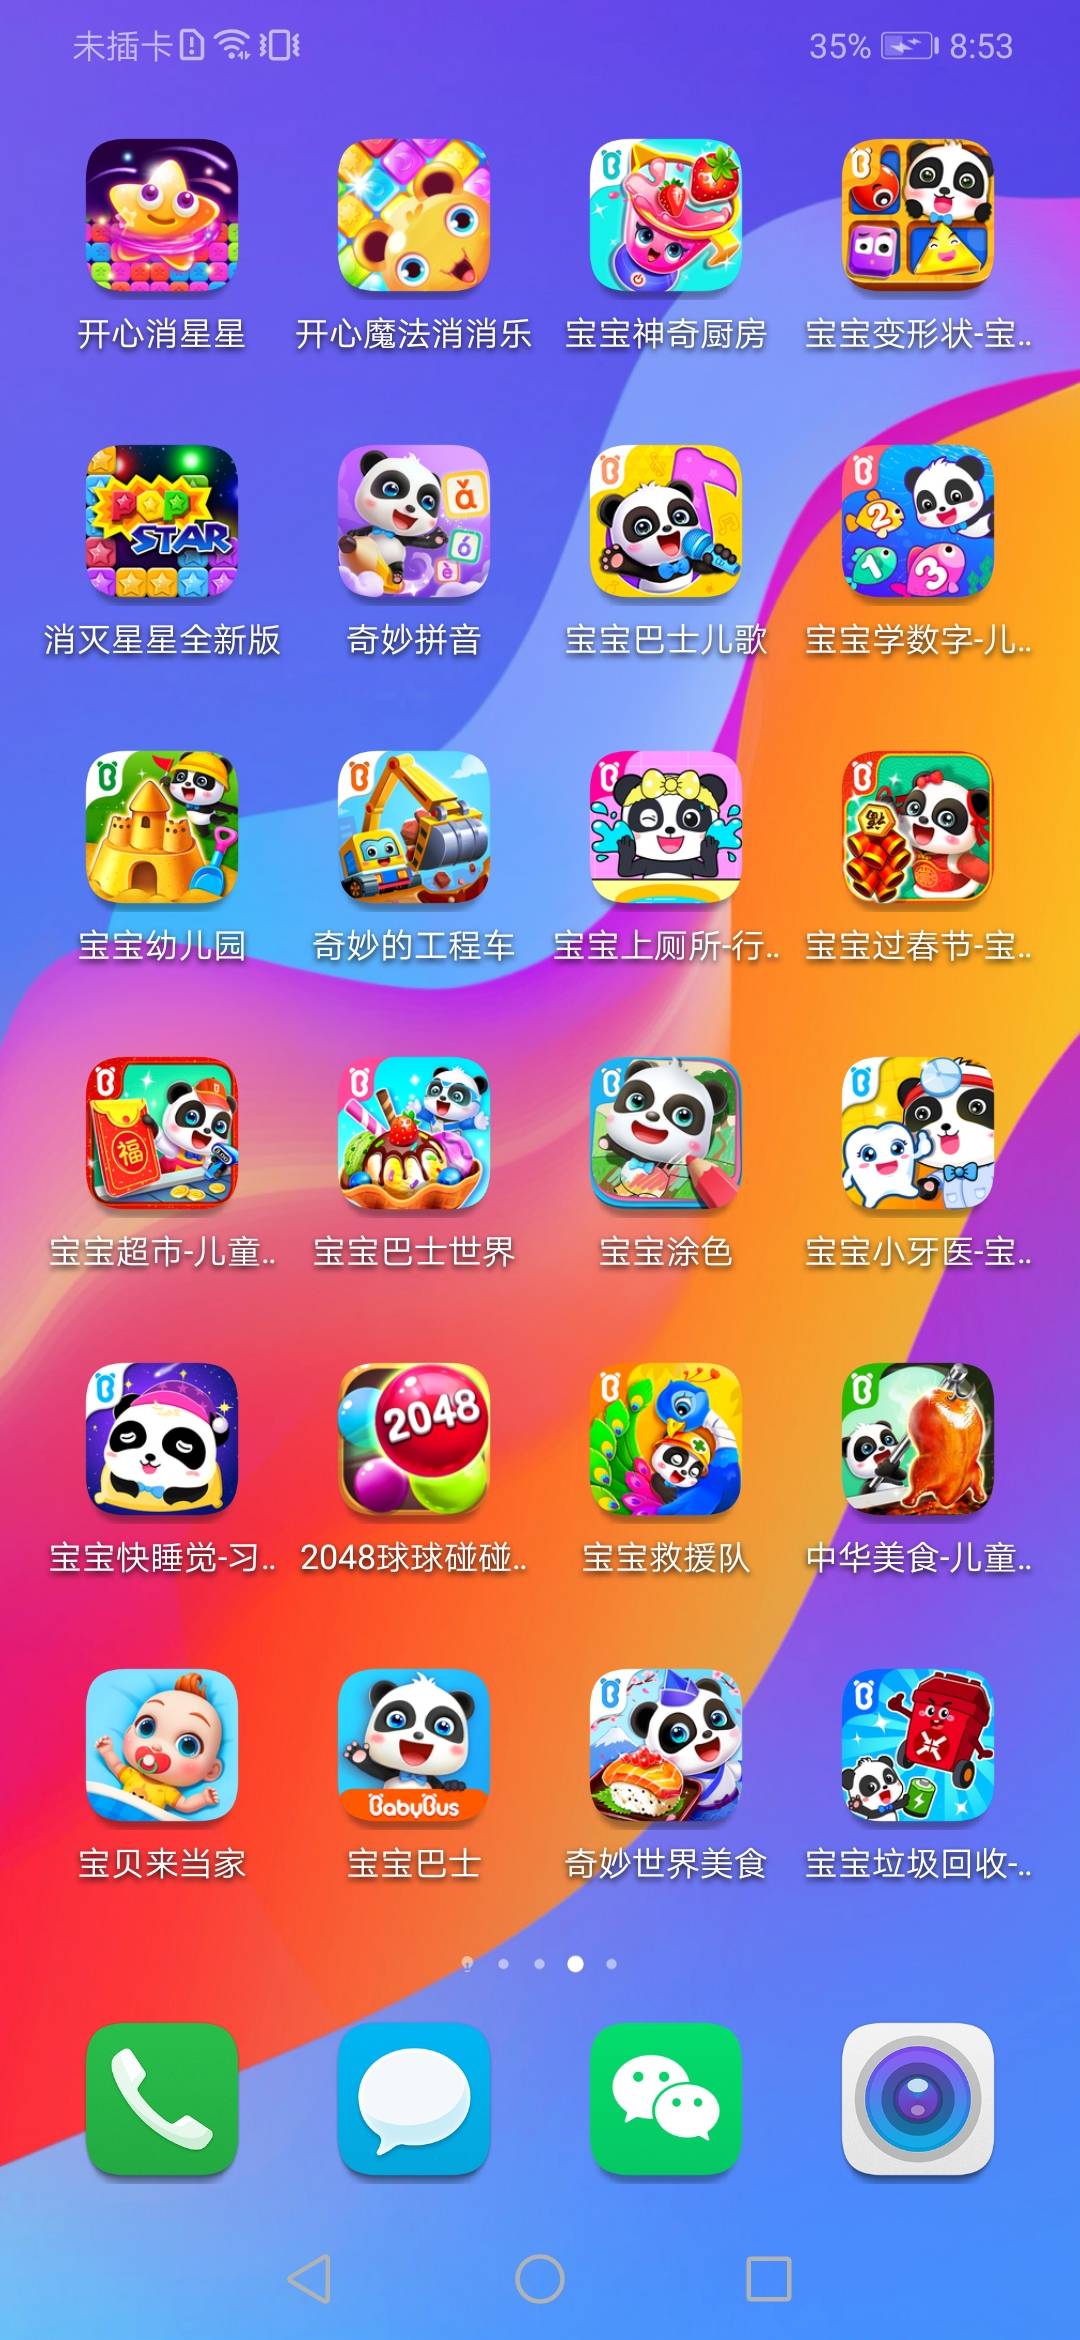 未插卡 35% 8:53
开心消星星 开心魔法消消乐 宝宝神奇厨房 宝宝变形状-宝..
POP
STAR
ǎ
ó
è
2
1 3
消灭星星全新版 奇妙拼音 宝宝巴士儿歌 宝宝学数字-儿..
福
宝宝幼儿园 奇妙的工程车 宝宝上厕所-行.. 宝宝过春节-宝..
福
宝宝超市-儿童.. 宝宝巴士世界 宝宝涂色 宝宝小牙医-宝..
2048
宝宝快睡觉-习.. 2048球球碰碰.. 宝宝救援队 中华美食-儿童..
BabyBus
宝贝来当家 宝宝巴士 奇妙世界美食 宝宝垃圾回收-..